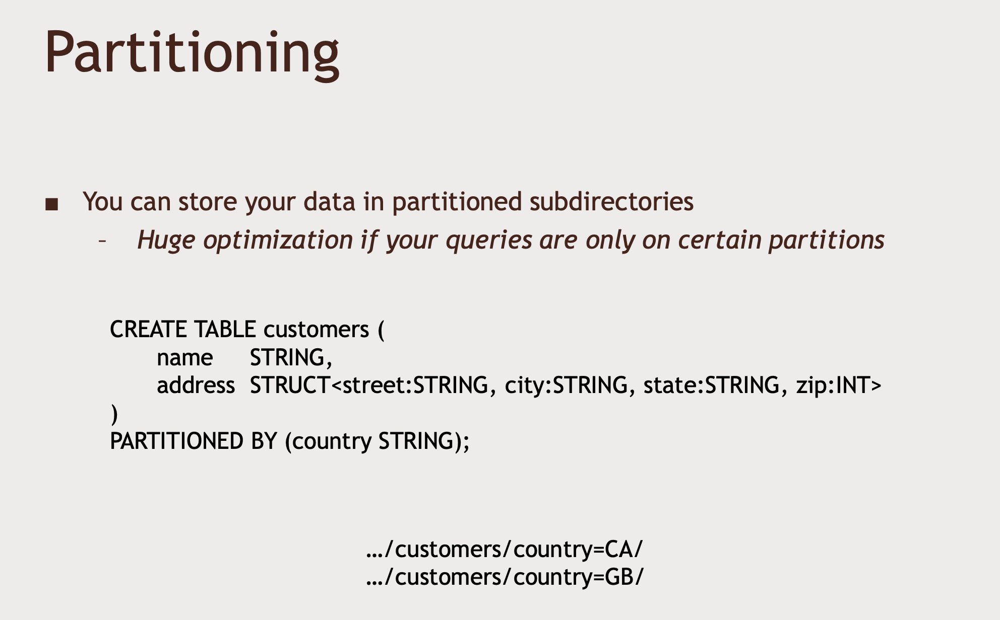 Partitioning
■ You can store your data in partitioned subdirectories
– Huge optimization if your queries are only on certain partitions
CREATE TABLE customers (
name STRING,
address STRUCT<street:STRING, city:STRING, state:STRING, zip:INT>
)
PARTITIONED BY (country STRING);
…/customers/country=CA/
…/customers/country=GB/